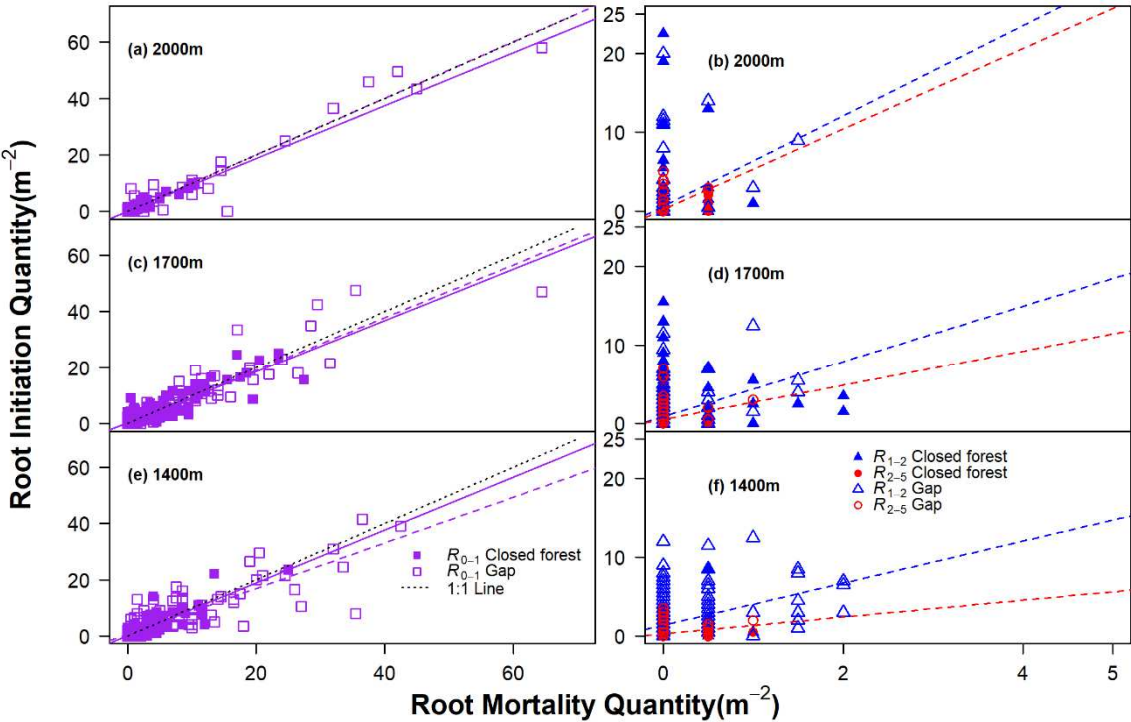 Root Initiation Quantity(m⁻²)
(a) 2000m
60
40
20
0
(b) 2000m
25
20
10
0
(c) 1700m
60
40
20
0
(d) 1700m
25
20
10
0
(e) 1400m
60
40
20
0
R₀₋₁ Closed forest
R₀₋₁ Gap
1:1 Line
0 20 40 60
(f) 1400m
25
20
10
0
R₁₋₂ Closed forest
R₂₋₅ Closed forest
R₁₋₂ Gap
R₂₋₅ Gap
0 1 2 4 5
Root Mortality Quantity(m⁻²)